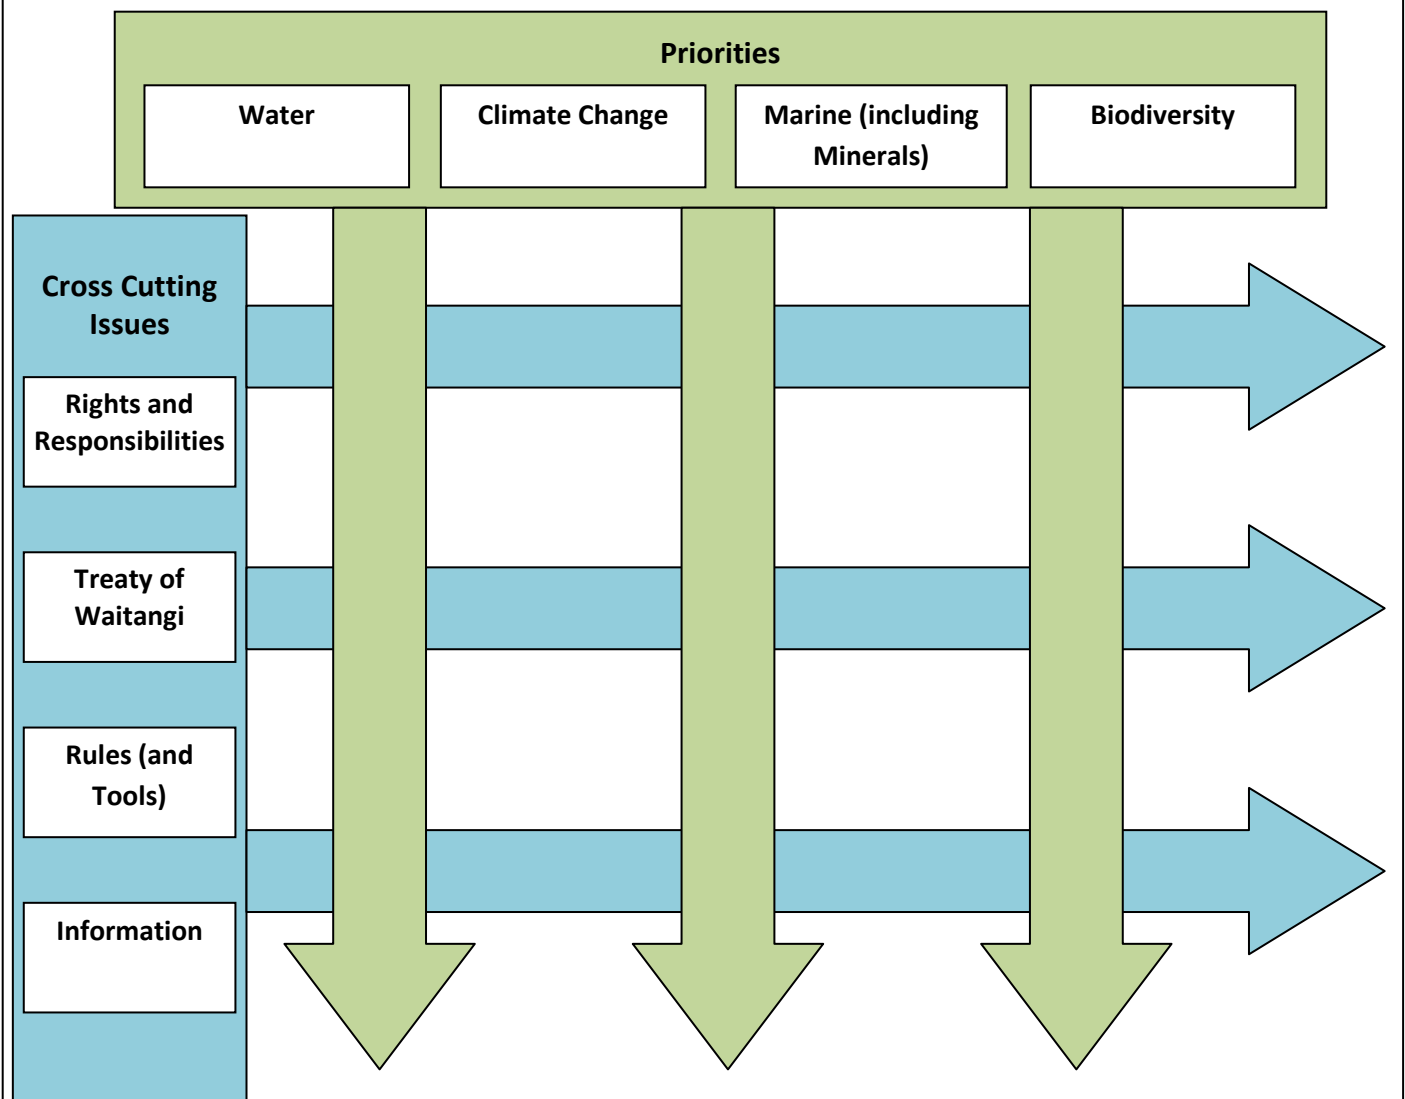 Priorities
Water
Climate Change
Marine (including
Minerals)
Biodiversity
Cross Cutting
Issues
Rights and
Responsibilities
Treaty of
Waitangi
Rules (and
Tools)
Information